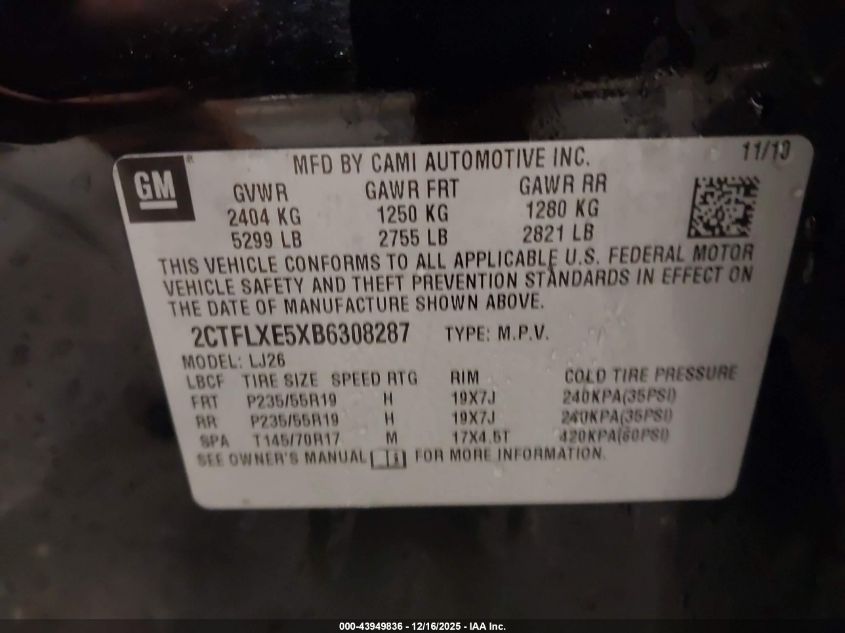 GM
MFD BY CAMI AUTOMOTIVE INC.
11/13
GVWR GAWR FRT GAWR RR
2404 KG 1250 KG 1280 KG
5299 LB 2755 LB 2821 LB
THIS VEHICLE CONFORMS TO ALL APPLICABLE U.S. FEDERAL MOTOR
VEHICLE SAFETY AND THEFT PREVENTION STANDARDS IN EFFECT ON
THE DATE OF MANUFACTURE SHOWN ABOVE.
2CTFLXE5XB6308287 TYPE: M.P.V.
MODEL: LJ26
LBCF TIRE SIZE SPEED RTG RIM COLD TIRE PRESSURE
FRT P235/55R19 H 19X7J 240KPA(35PSI)
RR P235/55R19 H 19X7J 240KPA(35PSI)
SPA T145/70R17 M 17X4.5T 420KPA(60PSI)
SEE OWNER'S MANUAL FOR MORE INFORMATION.
000-43949836 - 12/16/2025 - IAA Inc.